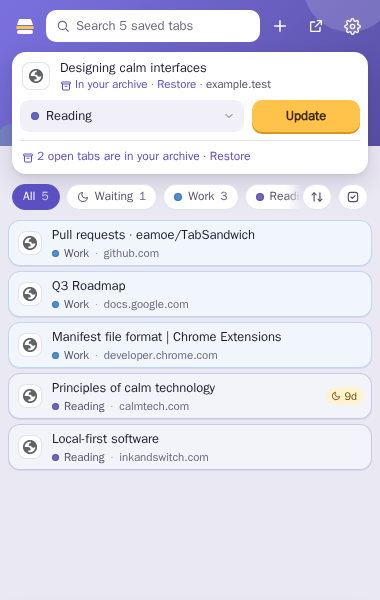 Search 5 saved tabs
Designing calm interfaces
In your archive · Restore · example.test
Reading
Update
2 open tabs are in your archive · Restore
All 5
Waiting 1
Work 3
Readi
Pull requests · eamoe/TabSandwich
Work · github.com
Q3 Roadmap
Work · docs.google.com
Manifest file format | Chrome Extensions
Work · developer.chrome.com
Principles of calm technology
Reading · calmtech.com
9d
Local-first software
Reading · inkandswitch.com